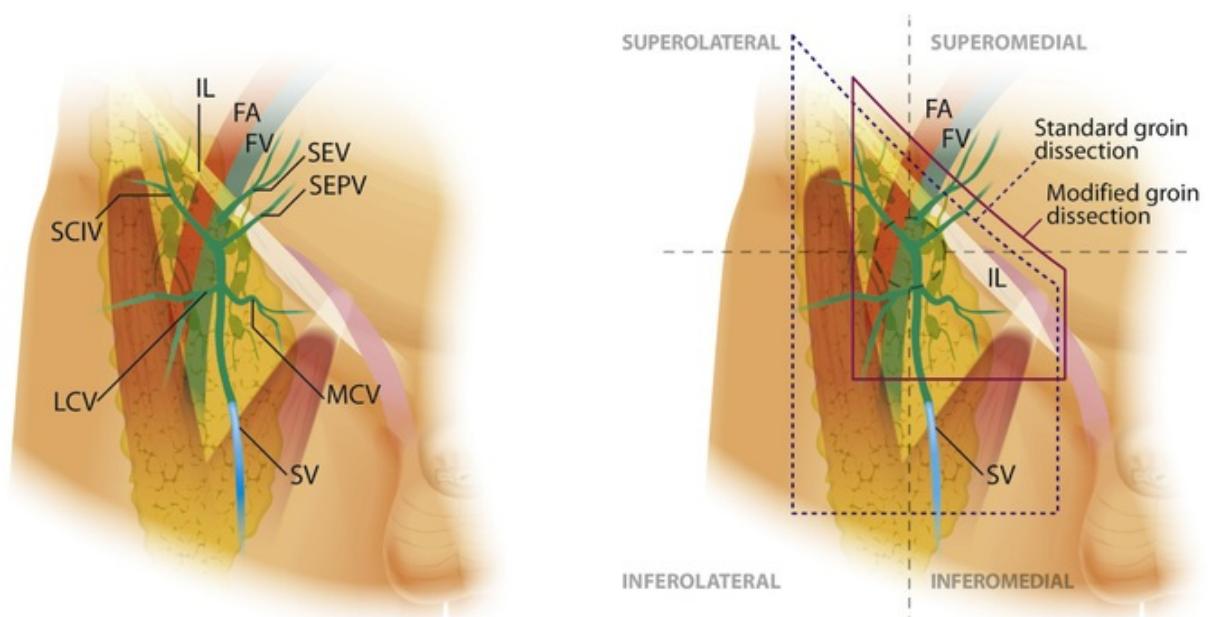 IL
FA
FV
SEV
SEPV
SCIV
LCV
MCV
SV
SUPEROLATERAL
SUPEROMEDIAL
FA
FV
Standard groin
dissection
Modified groin
dissection
IL
SV
INFEROLATERAL
INFEROMEDIAL